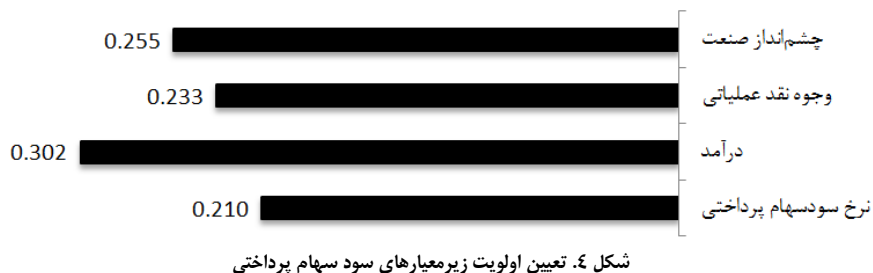 چشم‌انداز صنعت
0.255
وجوه نقد عملیاتی
0.233
درآمد
0.302
نرخ سودسهام پرداختی
0.210
شکل ٤. تعیین اولویت زیرمعیارهای سود سهام پرداختی